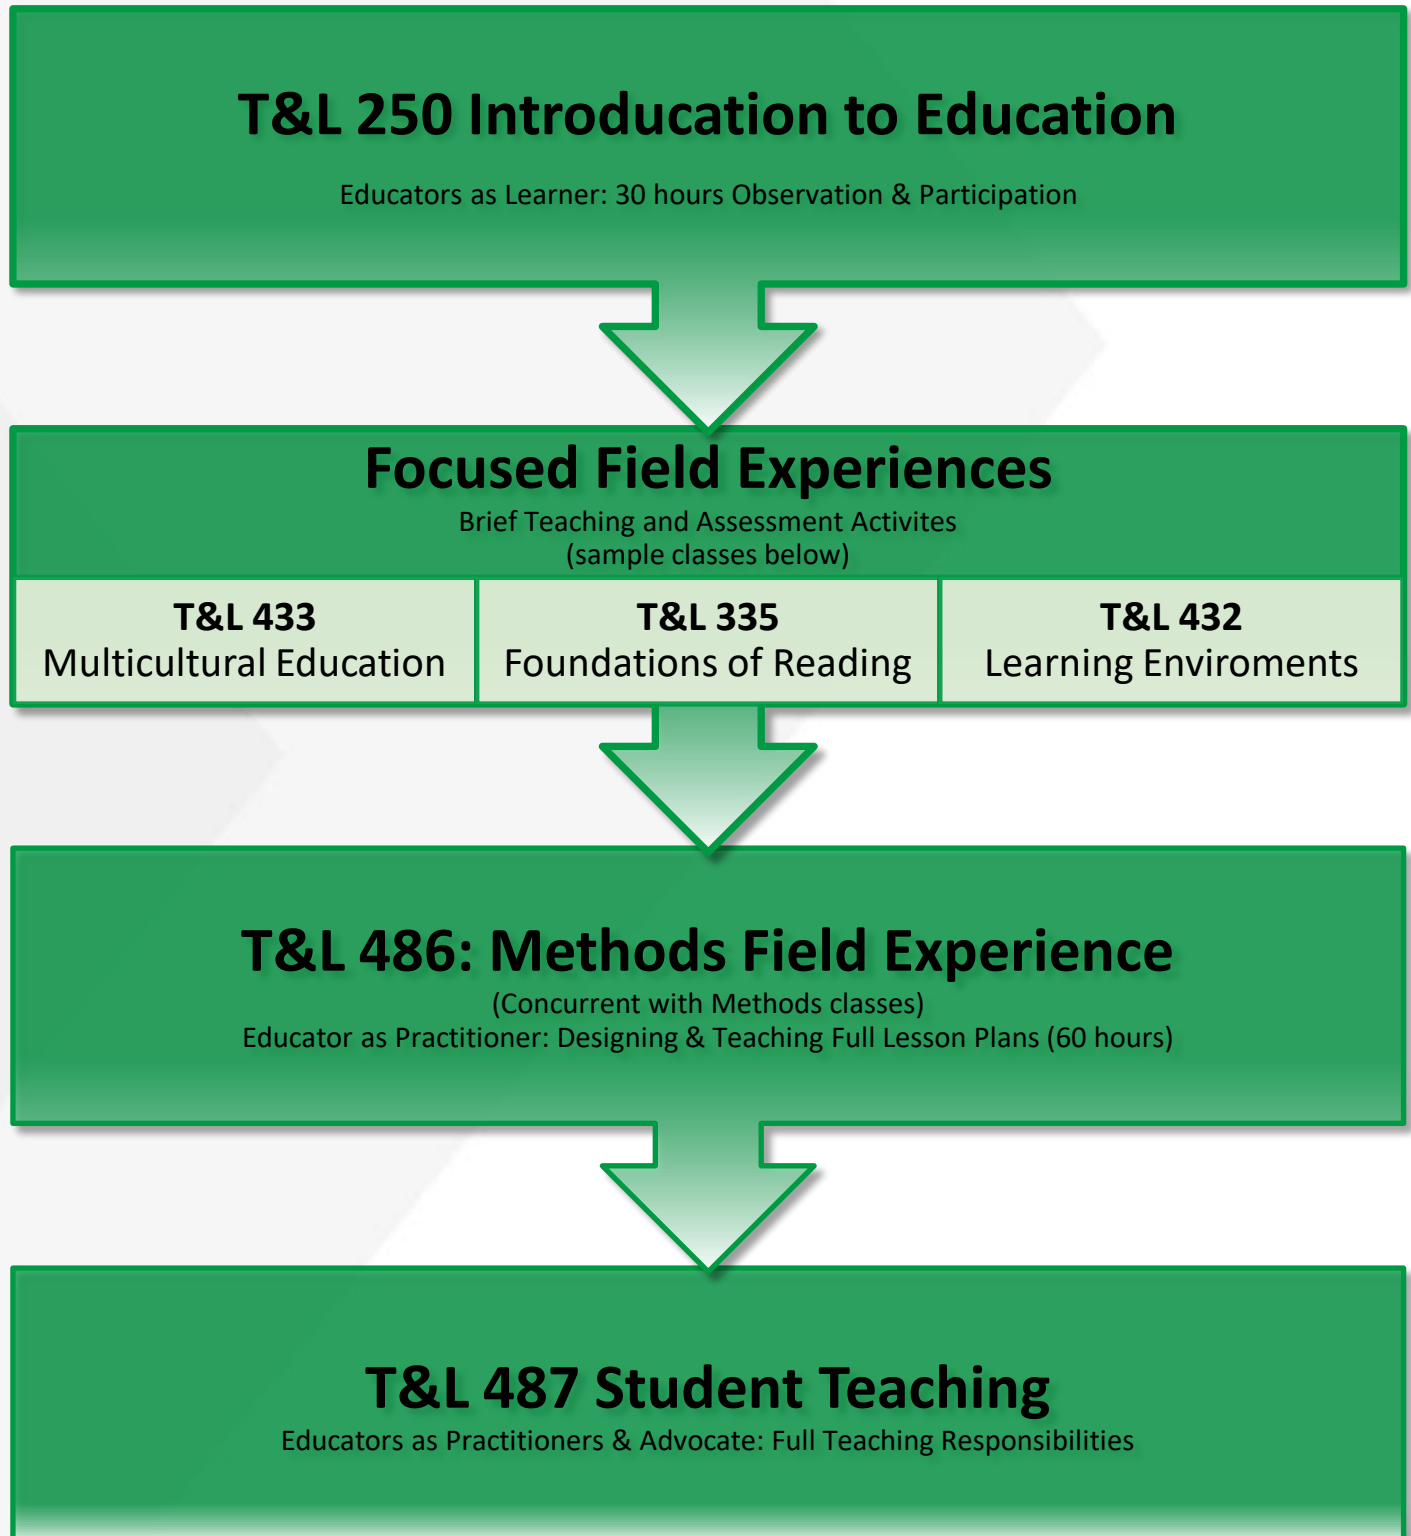 T&L 250 Introducation to Education
Educators as Learner: 30 hours Observation & Participation
Focused Field Experiences
Brief Teaching and Assessment Activites
(sample classes below)
T&L 433
Multicultural Education
T&L 335
Foundations of Reading
T&L 432
Learning Enviroments
T&L 486: Methods Field Experience
(Concurrent with Methods classes)
Educator as Practitioner: Designing & Teaching Full Lesson Plans (60 hours)
T&L 487 Student Teaching
Educators as Practitioners & Advocate: Full Teaching Responsibilities